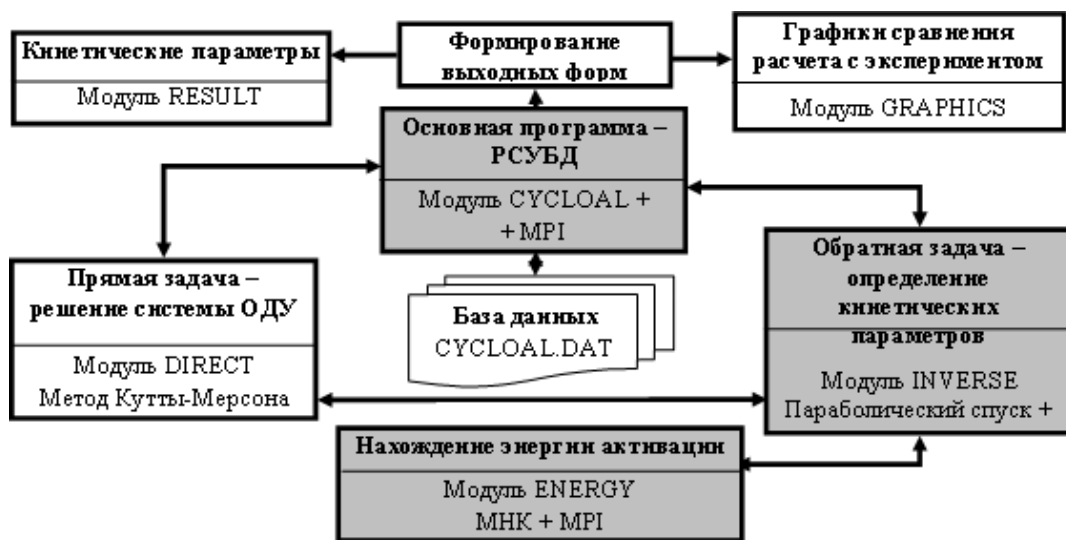 Кинетические параметры
Модуль RESULT
Формирование
выходных форм
Графики сравнения
расчета с экспериментом
Модуль GRAPHICS
Основная программа –
РСУБД
Модуль CYCLOAL +
+ MPI
Прямая задача –
решение системы ОДУ
Модуль DIRECT
Метод Кутты-Мерсона
База данных
CYCLOAL.DAT
Обратная задача –
определение
кинетических
параметров
Модуль INVERSE
Параболический спуск +
Нахождение энергии активации
Модуль ENERGY
МНК + MPI